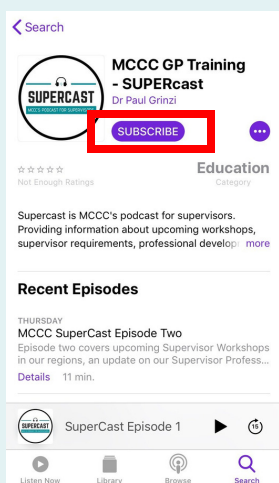 Search
MCCC GP Training
- SUPERcast
Dr Paul Grinzi
SUPERCAST
MCCC'S PODCAST FOR SUPERVISORS
SUBSCRIBE
Not Enough Ratings
Education
Category
Supercast is MCCC's podcast for supervisors.
Providing information about upcoming workshops,
supervisor requirements, professional develop more
Recent Episodes
THURSDAY
MCCC SuperCast Episode Two
Episode two covers upcoming Supervisor Workshops
in our regions, an update on our Supervisor Profess...
Details 11 min.
SUPERCAST
SuperCast Episode 1
15
Listen Now Library Browse Search